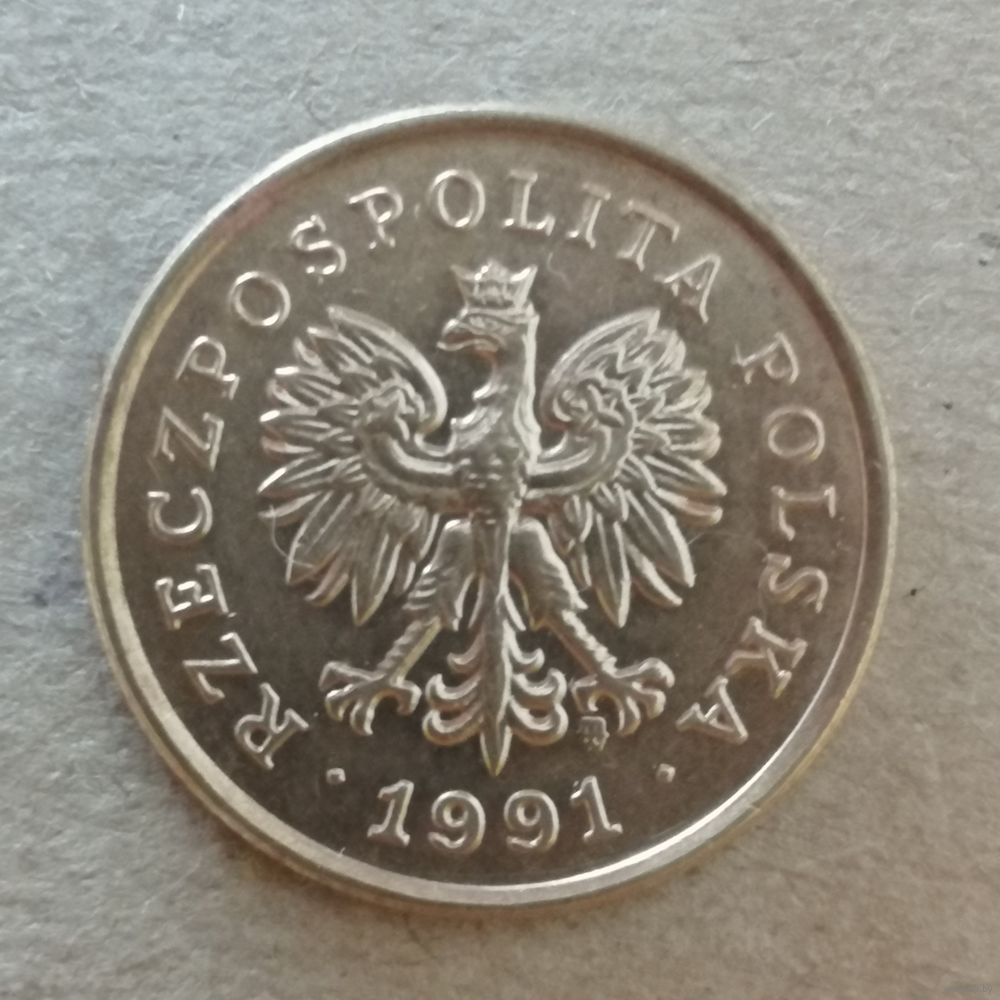 RZECZPOSPOLITA POLSKA
· 1991 ·